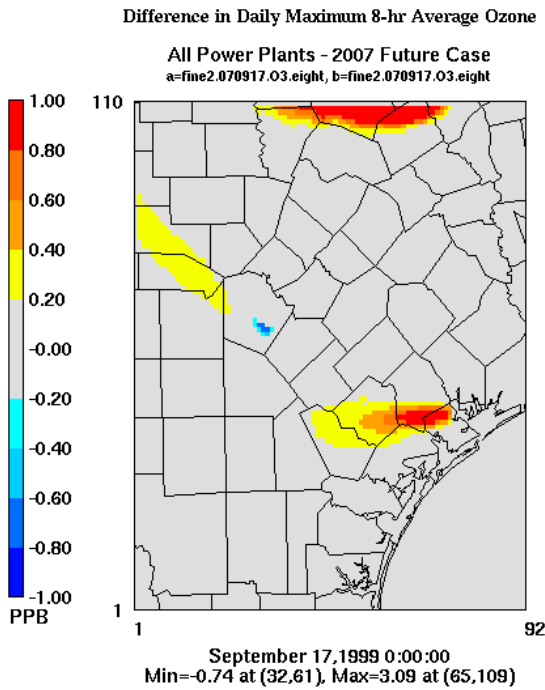 Difference in Daily Maximum 8-hr Average Ozone
All Power Plants - 2007 Future Case
a=fine2.070917.O3.eight, b=fine2.070917.O3.eight
1.00
0.80
0.60
0.40
0.20
-0.00
-0.20
-0.40
-0.60
-0.80
-1.00
PPB
110
1
1
92
September 17,1999 0:00:00
Min=-0.74 at (32,61), Max=3.09 at (65,109)